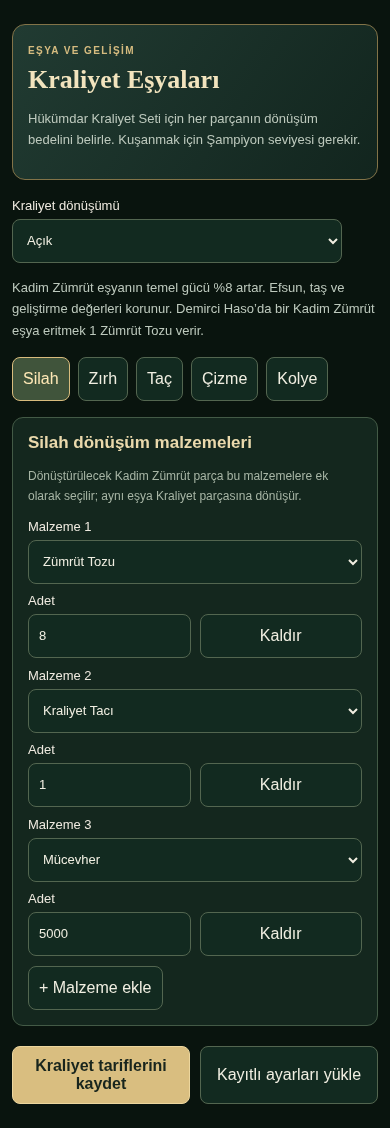 EŞYA VE GELİŞİM
Kraliyet Eşyaları
Hükümdar Kraliyet Seti için her parçanın dönüşüm
bedelini belirle. Kuşanmak için Şampiyon seviyesi gerekir.
Kraliyet dönüşümü
Açık
Kadim Zümrüt eşyanın temel gücü %8 artar. Efsun, taş ve
geliştirme değerleri korunur. Demirci Haso'da bir Kadim Zümrüt
eşya eritmek 1 Zümrüt Tozu verir.
Silah Zırh Taç Çizme Kolye
Silah dönüşüm malzemeleri
Dönüştürülecek Kadim Zümrüt parça bu malzemelere ek
olarak seçilir; aynı eşya Kraliyet parçasına dönüşür.
Malzeme 1
Zümrüt Tozu
Adet
8 Kaldır
Malzeme 2
Kraliyet Tacı
Adet
1 Kaldır
Malzeme 3
Mücevher
Adet
5000 Kaldır
+ Malzeme ekle
Kraliyet tariflerini
kaydet
Kayıtlı ayarları yükle